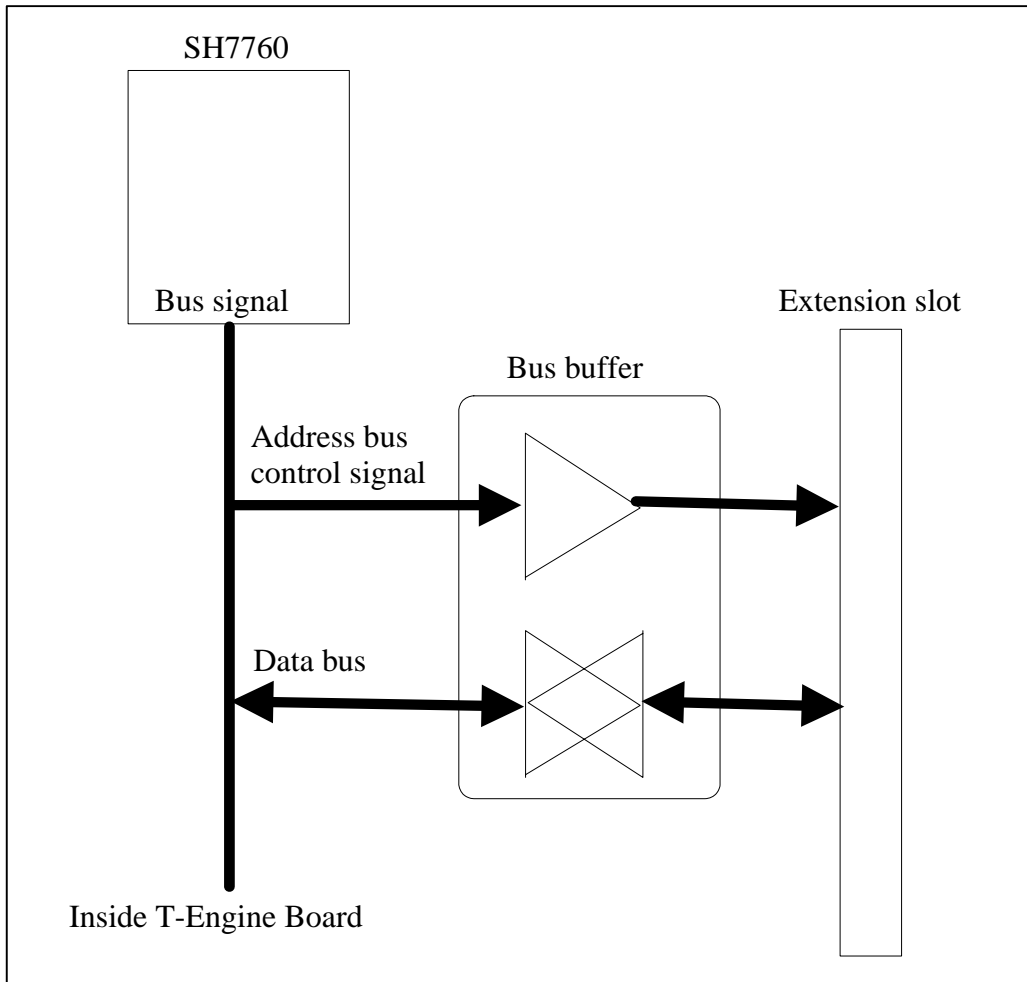 SH7760
Bus signal
Extension slot
Bus buffer
Address bus
control signal
Data bus
Inside T-Engine Board